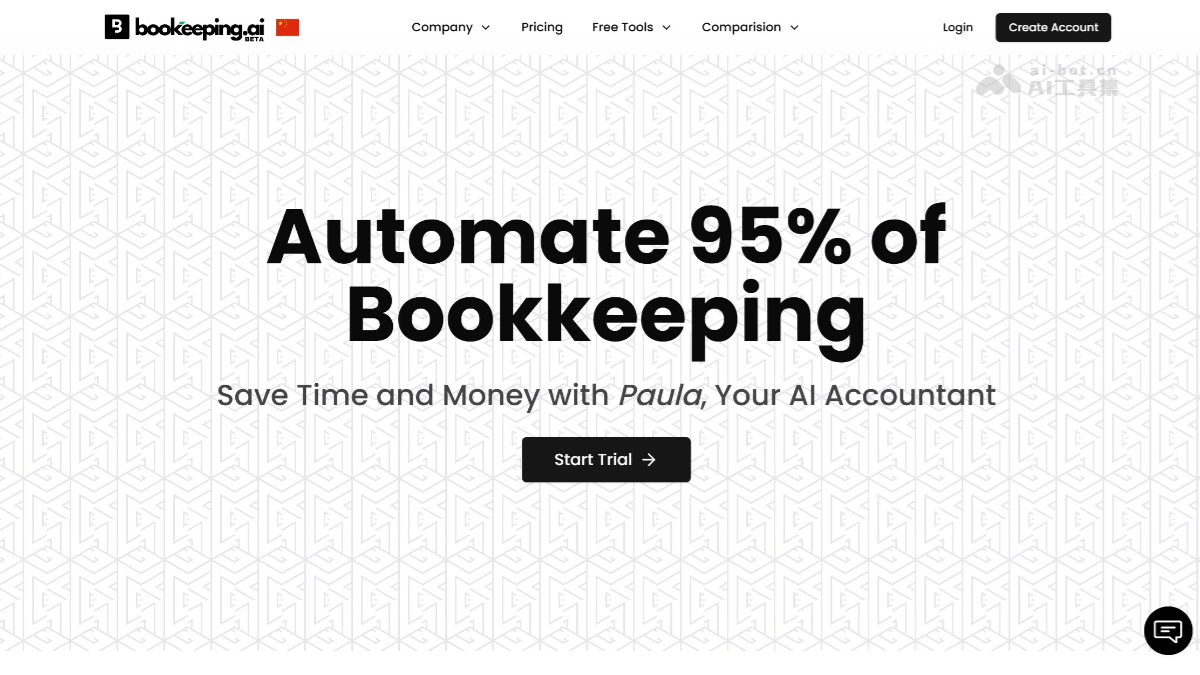 B bookeeping.ai
BETA
Company
Pricing
Free Tools
Comparision
Login
Create Account
ai-bot.cn
AI工具集
Automate 95% of
Bookkeeping
Save Time and Money with Paula, Your AI Accountant
Start Trial →